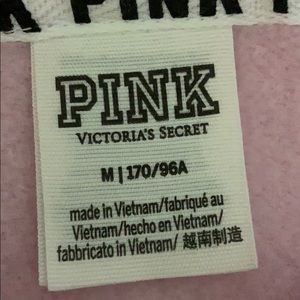 K PINK
PINK
VICTORIA'S SECRET
M | 170/96A
made in Vietnam/fabriqué au
Vietnam/hecho en Vietnam/
fabbricato in Vietnam/ 越南制造